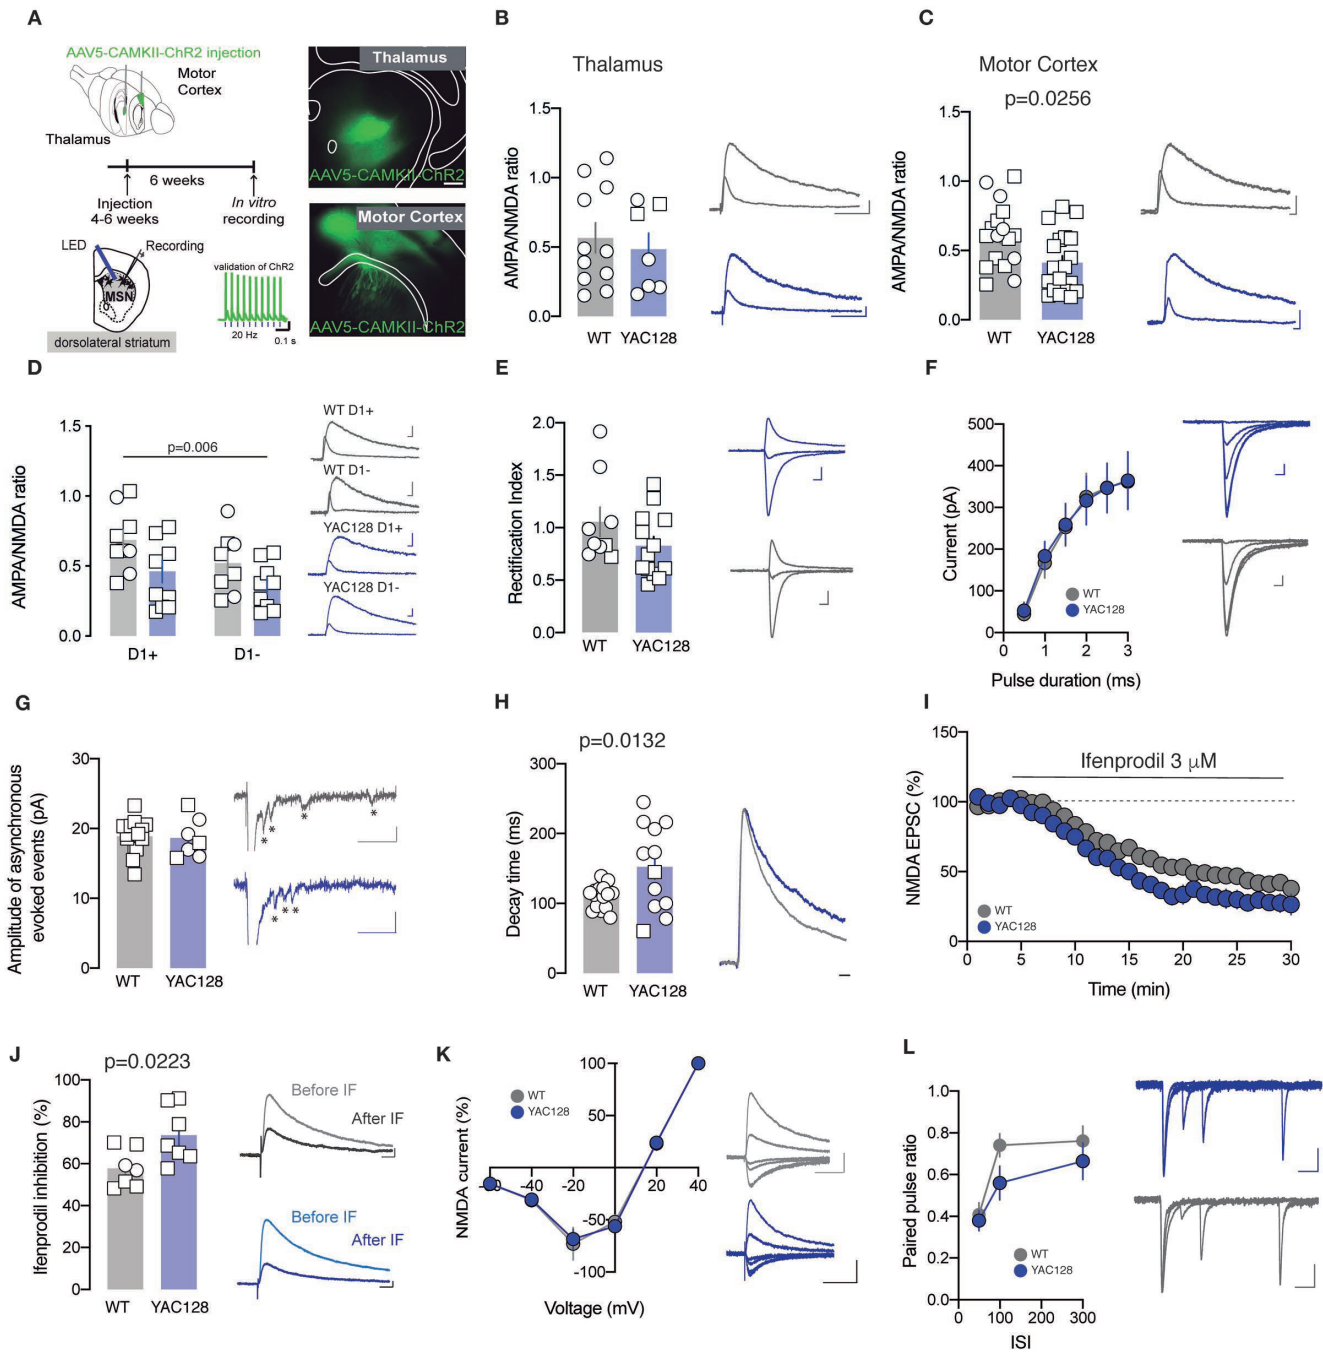 A
AAV5-CAMKII-ChR2 injection
Motor
Cortex
Thalamus
6 weeks
Injection
4-6 weeks
In vitro
recording
LED
Recording
MSN
validation of ChR2
20 Hz
0.1 s
dorsolateral striatum
Thalamus
AAV5-CAMKII-ChR2
Motor Cortex
AAV5-CAMKII-ChR2
B
Thalamus
AMPA/NMDA ratio
1.5
1.0
0.5
0.0
WT
YAC128
C
Motor Cortex
p=0.0256
AMPA/NMDA ratio
1.5
1.0
0.5
0.0
WT
YAC128
D
AMPA/NMDA ratio
1.5
1.0
0.5
0.0
p=0.006
D1+
D1-
WT D1+
WT D1-
YAC128 D1+
YAC128 D1-
E
Rectification Index
2.0
1.5
1.0
0.5
0.0
WT
YAC128
F
Current (pA)
500
400
300
200
100
0
WT
YAC128
0 1 2 3
Pulse duration (ms)
G
Amplitude of asynchronous
evoked events (pA)
30
20
10
0
WT
YAC128
* * * *
* * *
H
p=0.0132
Decay time (ms)
300
200
100
0
WT
YAC128
I
NMDA EPSC (%)
150
100
50
0
Ifenprodil 3 μM
WT
YAC128
0 5 10 15 20 25 30
Time (min)
J
p=0.0223
Ifenprodil inhibition (%)
100
80
60
40
20
0
WT
YAC128
Before IF
After IF
Before IF
After IF
K
NMDA current (%)
WT
YAC128
100
50
-50
-100
-60 -40 -20 0 20 40
Voltage (mV)
L
Paired pulse ratio
1.0
0.8
0.6
0.4
0.2
0.0
WT
YAC128
0 100 200 300
ISI